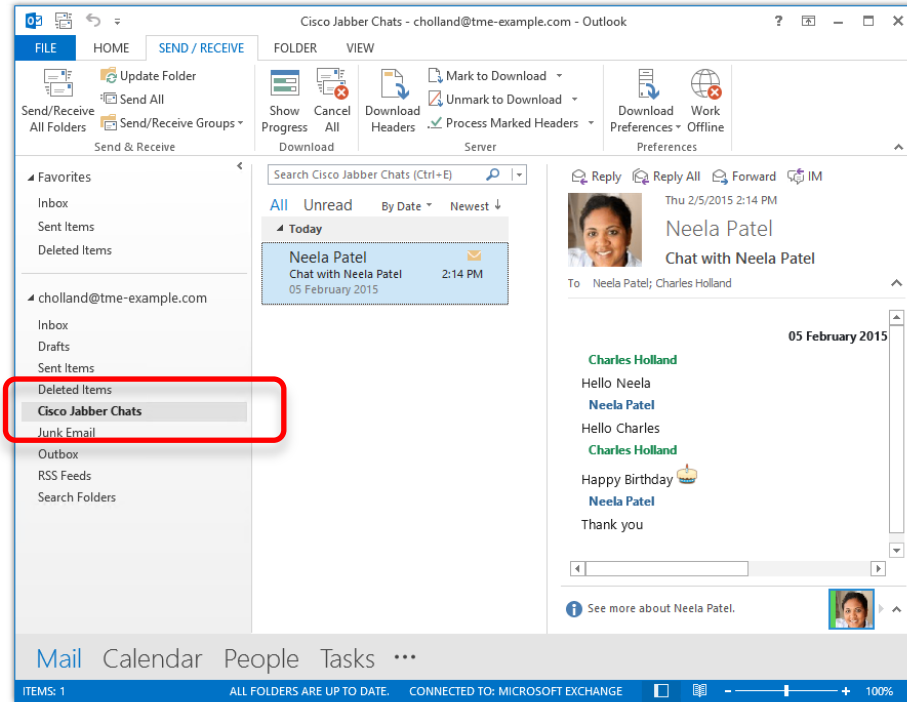 Cisco Jabber Chats - cholland@tme-example.com - Outlook
FILE HOME SEND / RECEIVE FOLDER VIEW
Send/Receive All Folders
Update Folder
Send All
Send/Receive Groups
Send & Receive
Show Progress
Cancel All
Download
Download Headers
Mark to Download
Unmark to Download
Process Marked Headers
Server
Download Preferences
Work Offline
Preferences
Favorites
Inbox
Sent Items
Deleted Items
cholland@tme-example.com
Inbox
Drafts
Sent Items
Deleted Items
Cisco Jabber Chats
Junk Email
Outbox
RSS Feeds
Search Folders
Search Cisco Jabber Chats (Ctrl+E)
All Unread By Date Newest ↓
Today
Neela Patel
Chat with Neela Patel 2:14 PM
05 February 2015
Reply Reply All Forward IM
Thu 2/5/2015 2:14 PM
Neela Patel
Chat with Neela Patel
To Neela Patel; Charles Holland
05 February 2015
Charles Holland
Hello Neela
Neela Patel
Hello Charles
Charles Holland
Happy Birthday
Neela Patel
Thank you
See more about Neela Patel.
Mail Calendar People Tasks ···
ITEMS: 1 ALL FOLDERS ARE UP TO DATE. CONNECTED TO: MICROSOFT EXCHANGE 100%